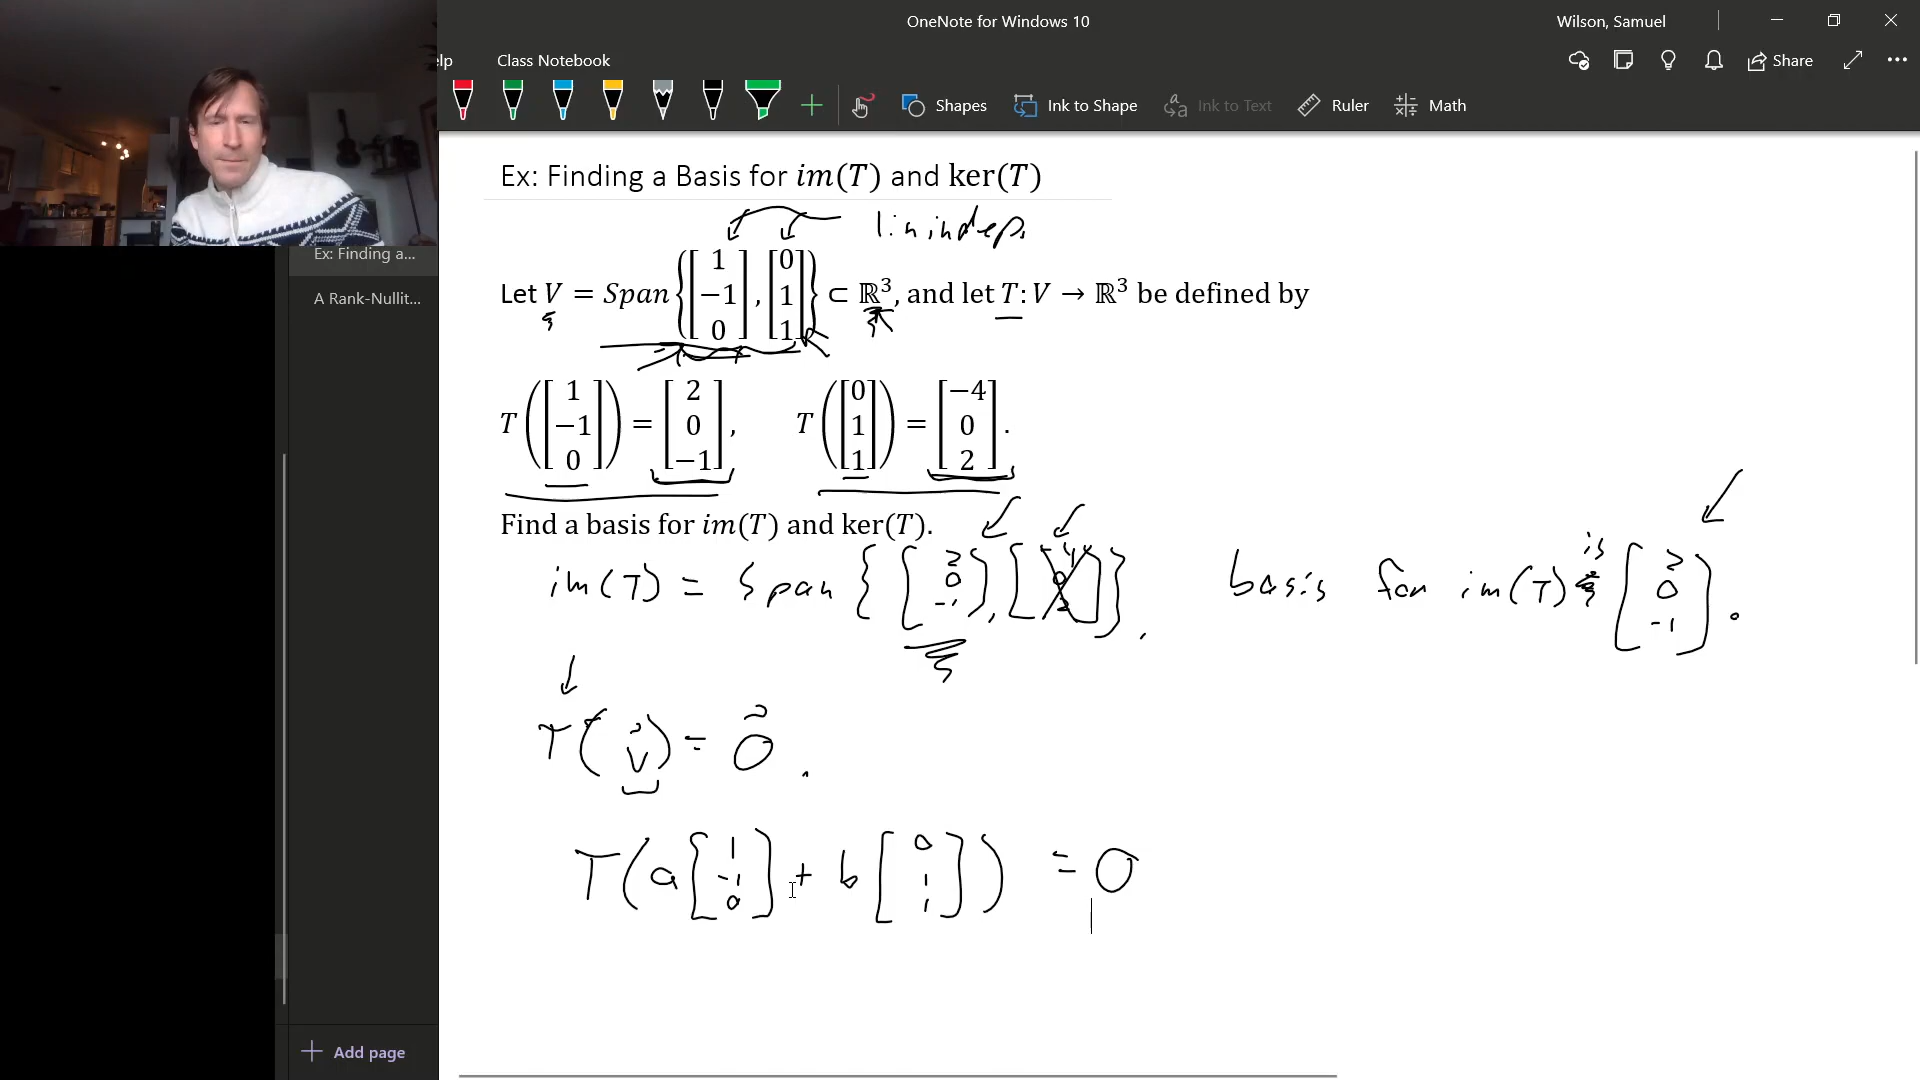 OneNote for Windows 10
Wilson, Samuel
elp
Class Notebook
Share
Shapes
Ink to Shape
Ink to Text
Ruler
Math
Ex: Finding a...
A Rank-Nullit...
Add page
Ex: Finding a Basis for im(T) and ker(T)
lin indep.
Let V = Span{[1 −1 0], [0 1 1]} ⊂ ℝ³, and let T: V → ℝ³ be defined by
T([1 −1 0]) = [2 0 −1], T([0 1 1]) = [−4 0 2].
Find a basis for im(T) and ker(T).
im(T) = Span {[2 0 -1], [-4 0 2]}.
basis for im(T) is [2 0 -1].
T(v⃗) = 0⃗.
T(a[1 -1 0] + b[0 1 1]) = 0